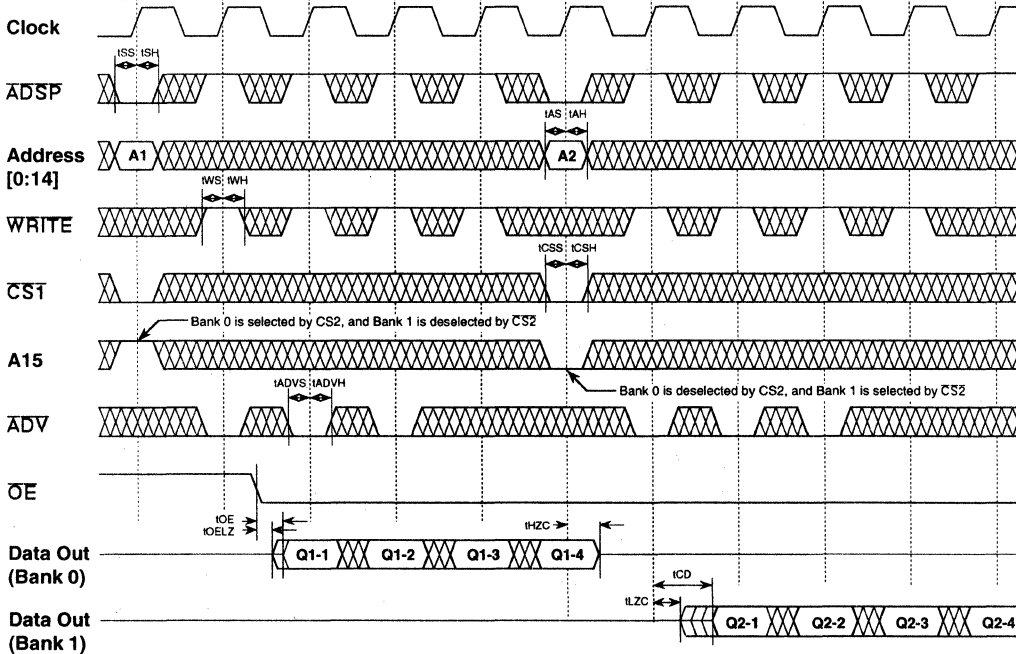 Clock
tSS tSH
ADSP
tAS tAH
Address
[0:14]
A1
A2
tWS tWH
WRITE
tCSS tCSH
CS1
Bank 0 is selected by CS2, and Bank 1 is deselected by CS2
A15
Bank 0 is deselected by CS2, and Bank 1 is selected by CS2
tADVS tADVH
ADV
OE
tOE
tOELZ
tHZC
Data Out
(Bank 0)
Q1-1 Q1-2 Q1-3 Q1-4
tCD
tLZC
Data Out
(Bank 1)
Q2-1 Q2-2 Q2-3 Q2-4